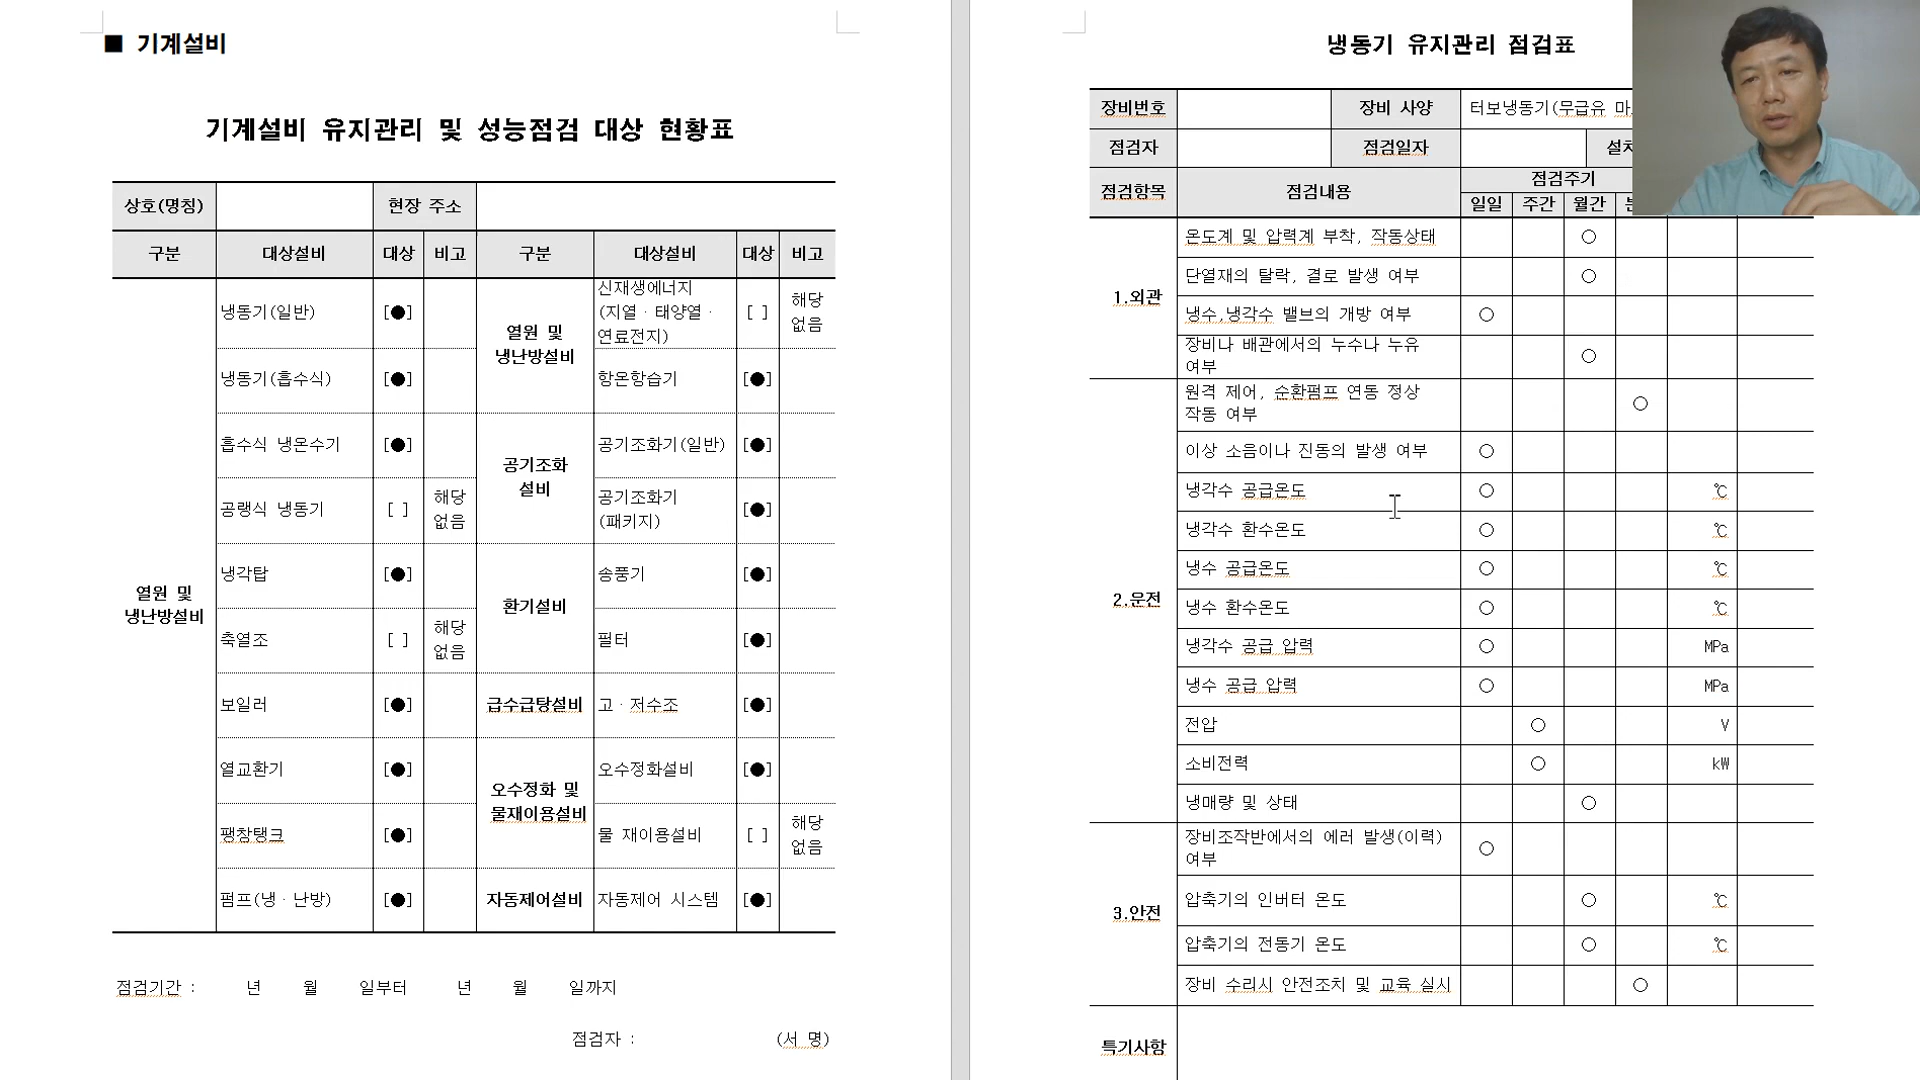 ■ 기계설비
기계설비 유지관리 및 성능점검 대상 현황표
상호(명칭) 현장 주소
구분 대상설비 대상 비고 구분 대상설비 대상 비고
열원 및
냉난방설비
냉동기(일반) [●]
냉동기(흡수식) [●]
흡수식 냉온수기 [●]
공랭식 냉동기 [ ] 해당
없음
냉각탑 [●]
축열조 [ ] 해당
없음
보일러 [●]
열교환기 [●]
팽창탱크 [●]
펌프(냉ㆍ난방) [●]
열원 및
냉난방설비
신재생에너지
(지열ㆍ태양열ㆍ
연료전지) [ ] 해당
없음
항온항습기 [●]
공기조화
설비
공기조화기(일반) [●]
공기조화기
(패키지) [●]
환기설비
송풍기 [●]
필터 [●]
급수급탕설비 고ㆍ저수조 [●]
오수정화 및
물재이용설비
오수정화설비 [●]
물 재이용설비 [ ] 해당
없음
자동제어설비 자동제어 시스템 [●]
점검기간 : 년 월 일부터 년 월 일까지
점검자 : (서 명)
냉동기 유지관리 점검표
장비번호 장비 사양 터보냉동기(무급유
점검자 점검일자
점검항목 점검내용 점검주기
일일 주간 월간
1.외관
온도계 및 압력계 부착, 작동상태 ○
단열재의 탈락, 결로 발생 여부 ○
냉수,냉각수 밸브의 개방 여부 ○
장비나 배관에서의 누수나 누유
여부 ○
2.운전
원격 제어, 순환펌프 연동 정상
작동 여부 ○
이상 소음이나 진동의 발생 여부 ○
냉각수 공급온도 ○ ℃
냉각수 환수온도 ○ ℃
냉수 공급온도 ○ ℃
냉수 환수온도 ○ ℃
냉각수 공급 압력 ○ MPa
냉수 공급 압력 ○ MPa
전압 ○ V
소비전력 ○ kW
냉매량 및 상태 ○
3.안전
장비조작반에서의 에러 발생(이력)
여부 ○
압축기의 인버터 온도 ○ ℃
압축기의 전동기 온도 ○ ℃
장비 수리시 안전조치 및 교육 실시 ○
특기사항